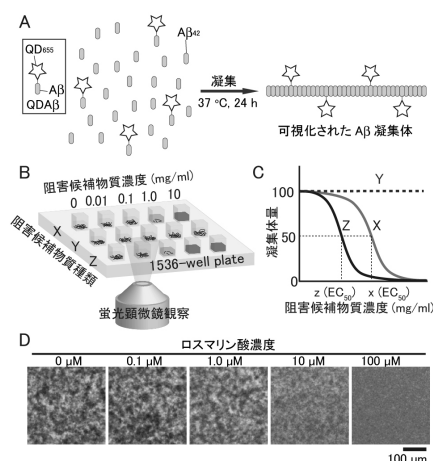 A
QD655
Aβ
QDAβ
Aβ42
凝集
37 °C, 24 h
可視化された Aβ 凝集体
B
阻害候補物質濃度 (mg/ml)
0 0.01 0.1 1.0 10
阻害候補物質種類
X
Y
Z
1536-well plate
蛍光顕微鏡観察
C
凝集体量
100
50
0
Y
Z
X
z (EC50) x (EC50)
阻害候補物質濃度 (mg/ml)
D
ロスマリン酸濃度
0 μM 0.1 μM 1.0 μM 10 μM 100 μM
100 μm